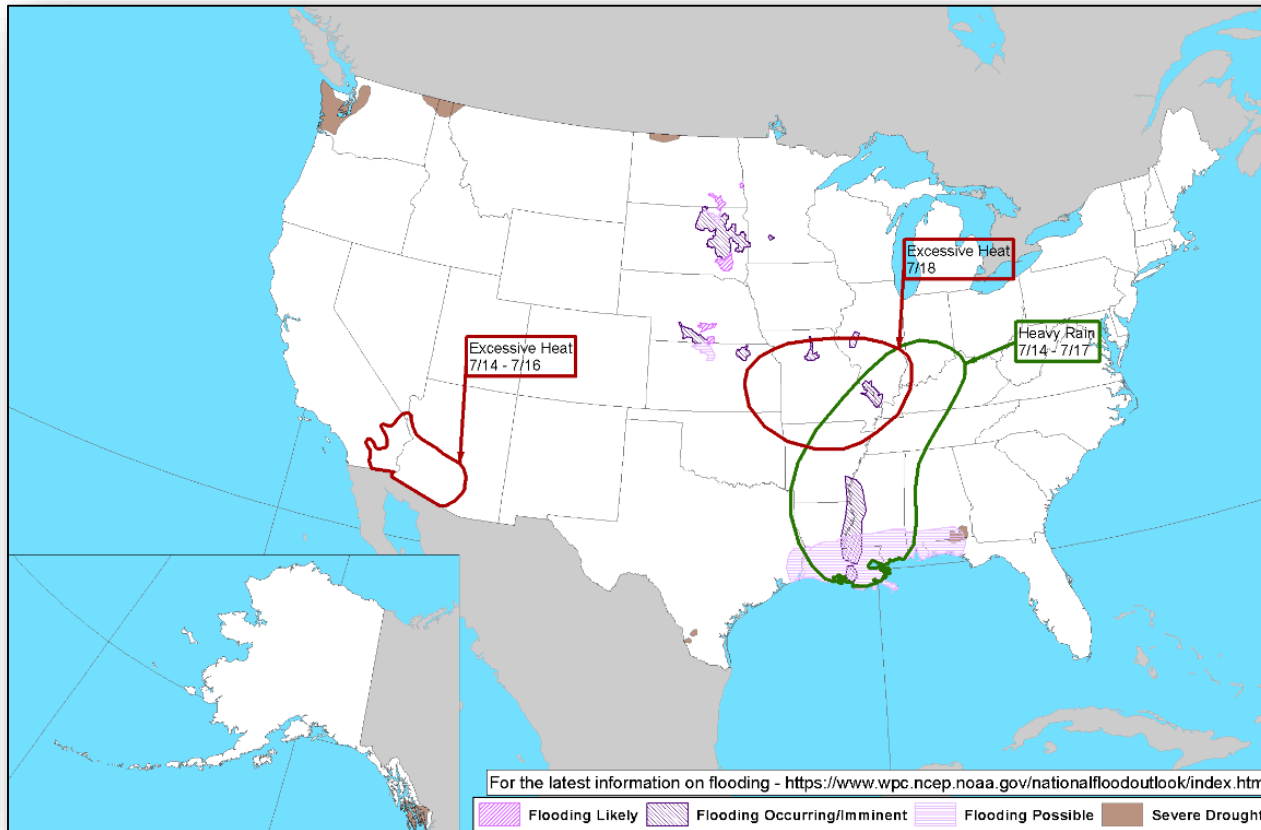 Excessive Heat
7/18
Heavy Rain
7/14 - 7/17
Excessive Heat
7/14 - 7/16
For the latest information on flooding - https://www.wpc.ncep.noaa.gov/nationalfloodoutlook/index.htm
Flooding Likely Flooding Occurring/Imminent Flooding Possible Severe Drought